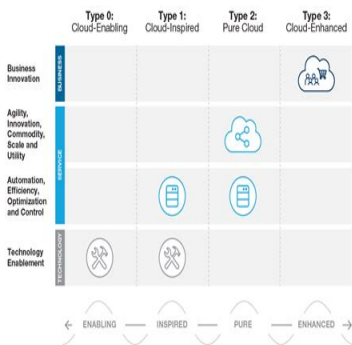 Type 0:
Cloud-Enabling
Type 1:
Cloud-Inspired
Type 2:
Pure Cloud
Type 3:
Cloud-Enhanced
Business
Innovation
BUSINESS
Agility,
Innovation,
Commodity,
Scale and
Utility
SERVICE
Automation,
Efficiency,
Optimization
and Control
Technology
Enablement
TECHNOLOGY
ENABLING
INSPIRED
PURE
ENHANCED